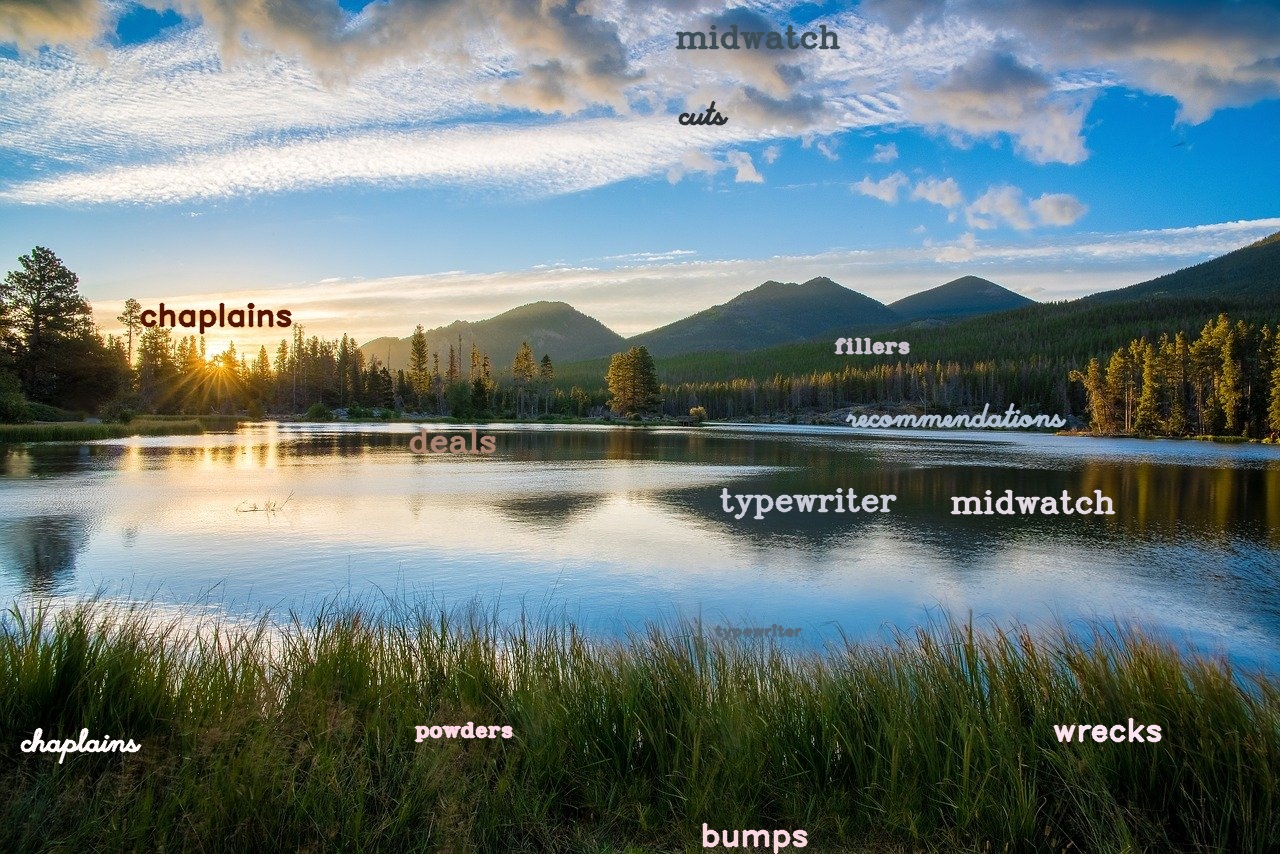 midwatch
cuts
chaplains
fillers
recommendations
deals
typewriter midwatch
typewriter
chaplains powders wrecks
bumps